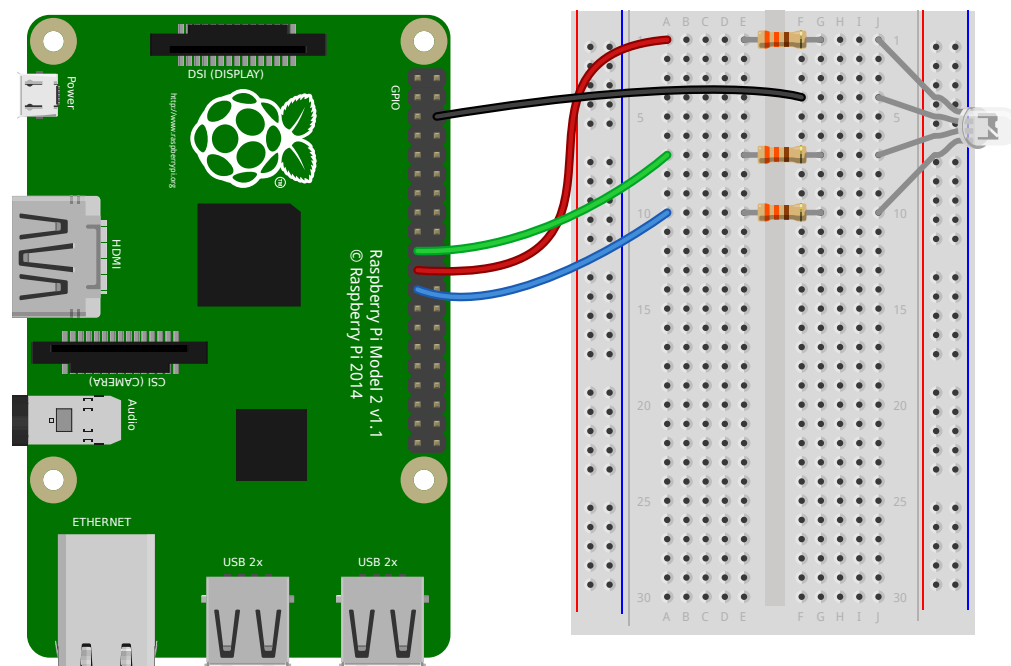 DSI (DISPLAY)
Power
http://www.raspberrypi.org
TM
GPIO
HDMI
Raspberry Pi Model 2 v1.1
© Raspberry Pi 2014
CSI (CAMERA)
Audio
ETHERNET
USB 2x
USB 2x
A B C D E F G H I J
1 1
5 5
10 10
15 15
20 20
25 25
30 30
A B C D E F G H I J